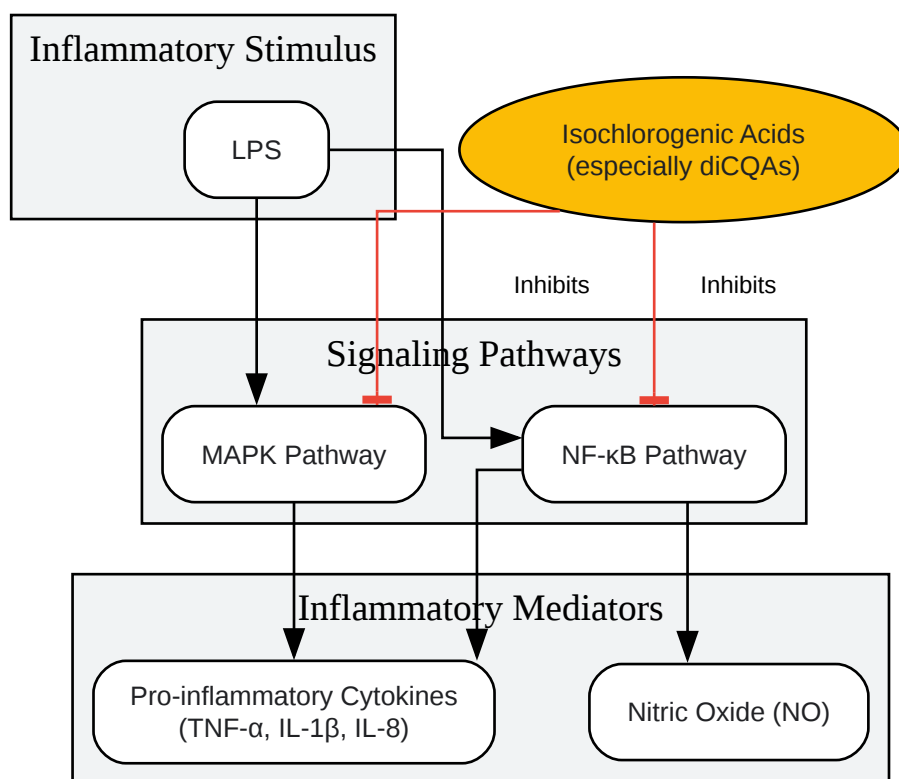 Inflammatory Stimulus
LPS
Isochlorogenic Acids
(especially diCQAs)
Inhibits
Inhibits
Signaling Pathways
MAPK Pathway
NF-κB Pathway
Inflammatory Mediators
Pro-inflammatory Cytokines
(TNF-α, IL-1β, IL-8)
Nitric Oxide (NO)